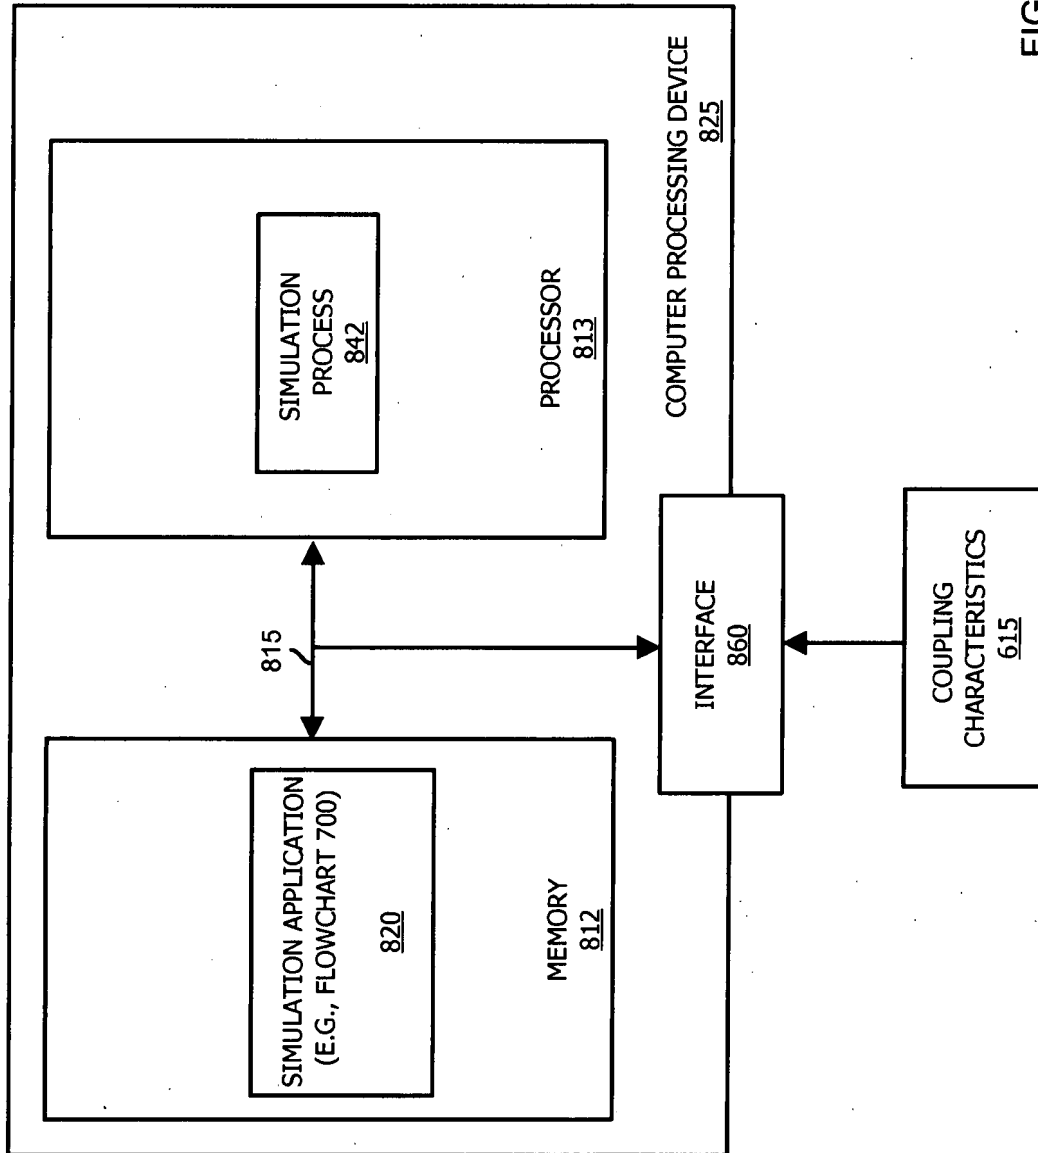 SIMULATION APPLICATION
(E.G., FLOWCHART 700)
820
MEMORY
812
815
SIMULATION
PROCESS
842
PROCESSOR
813
COMPUTER PROCESSING DEVICE
825
INTERFACE
860
COUPLING
CHARACTERISTICS
615
FIG